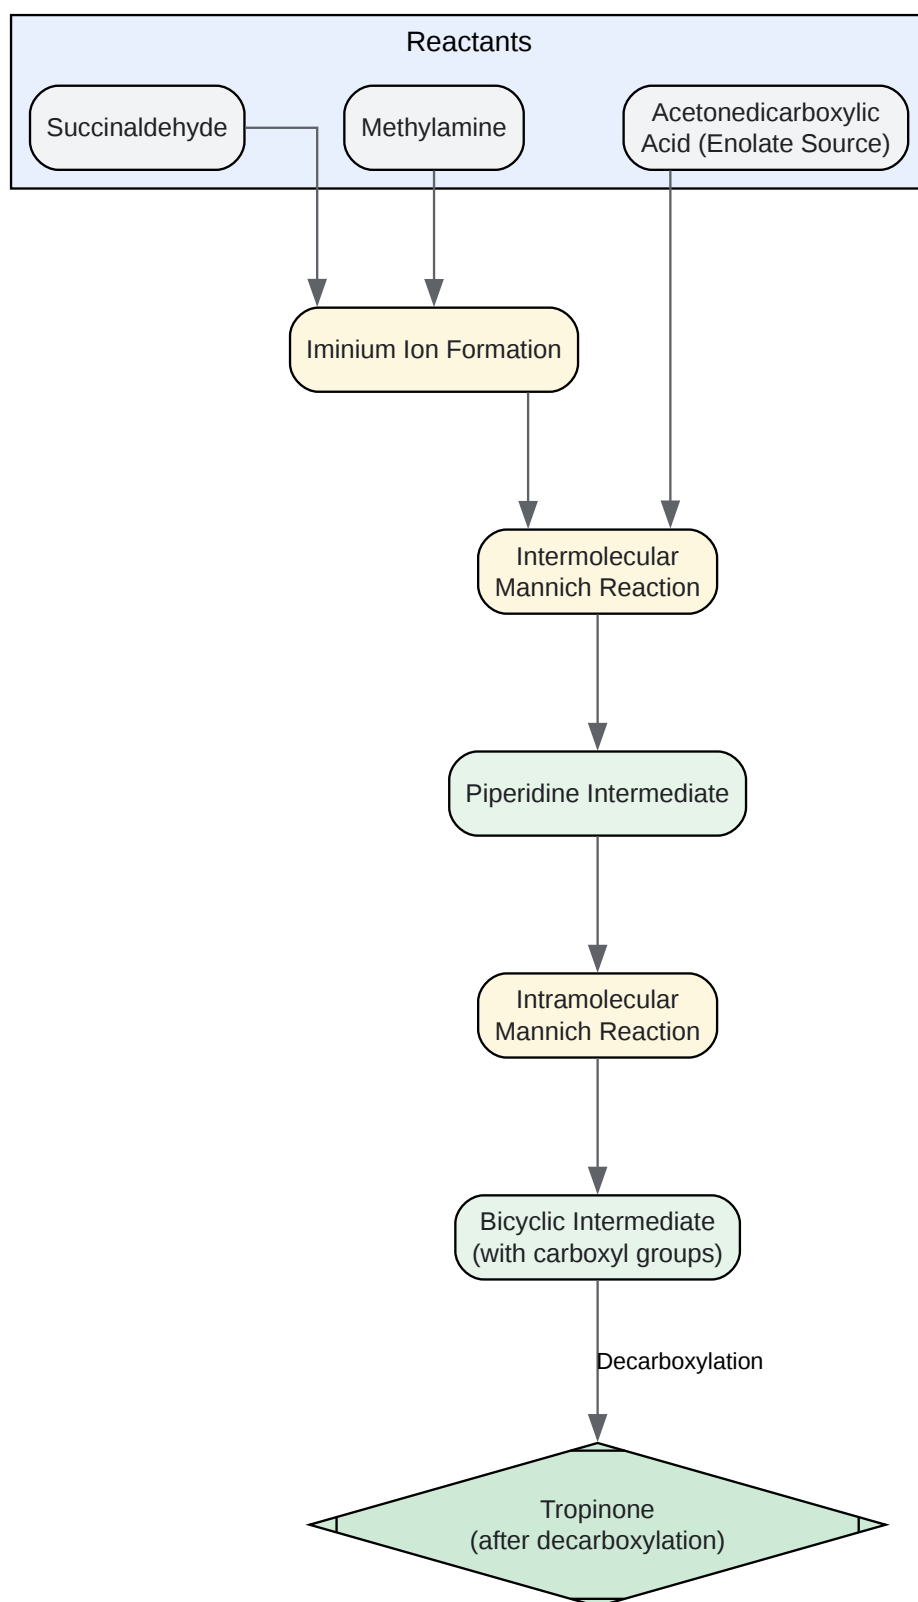 Reactants
Succinaldehyde
Methylamine
Acetonedicarboxylic
Acid (Enolate Source)
Iminium Ion Formation
Intermolecular
Mannich Reaction
Piperidine Intermediate
Intramolecular
Mannich Reaction
Bicyclic Intermediate
(with carboxyl groups)
Decarboxylation
Tropinone
(after decarboxylation)